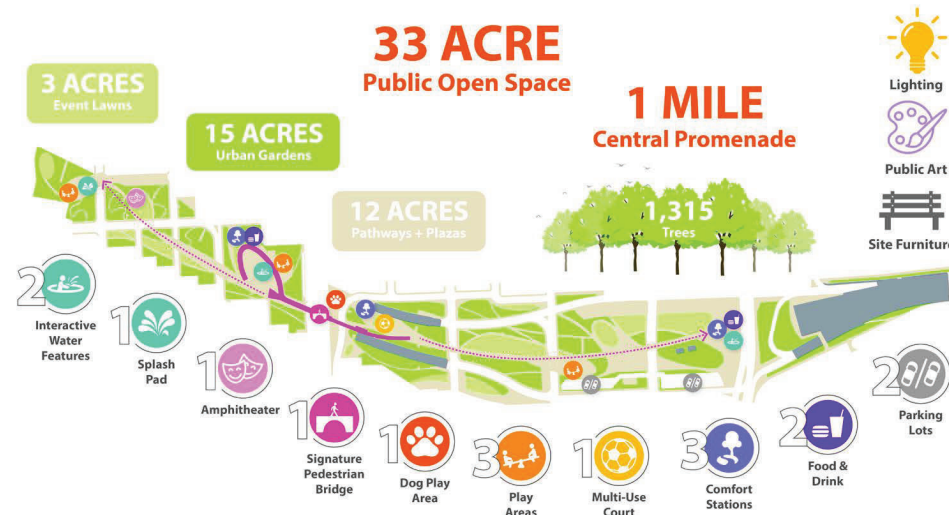 33 ACRE
Public Open Space
3 ACRES
Event Lawns
15 ACRES
Urban Gardens
12 ACRES
Pathways + Plazas
1 MILE
Central Promenade
1,315
Trees
Lighting
Public Art
Site Furniture
2
Interactive
Water
Features
1
Splash
Pad
1
Amphitheater
1
Signature
Pedestrian
Bridge
1
Dog Play
Area
3
Play
Areas
1
Multi-Use
Court
3
Comfort
Stations
2
Food &
Drink
2
Parking
Lots